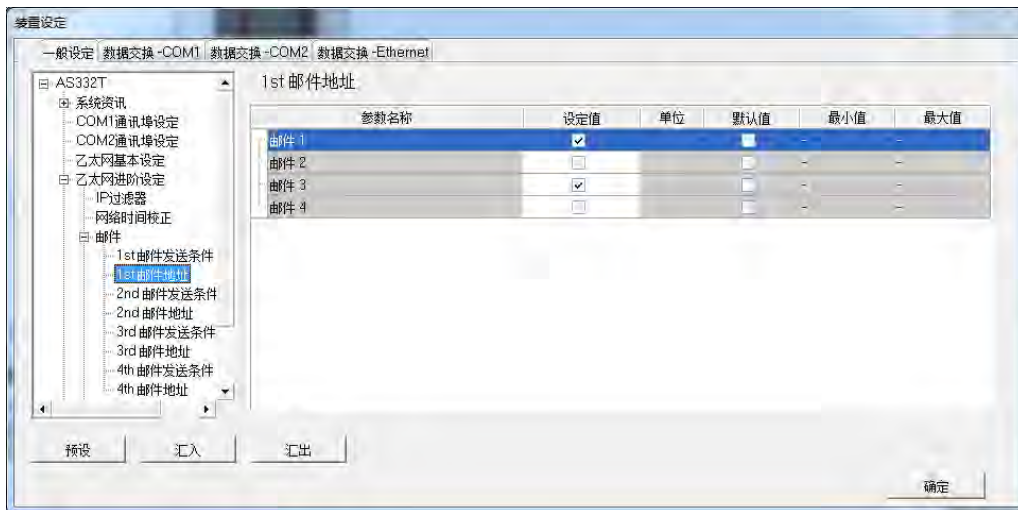 装置设定
一般设定 数据交换-COM1 数据交换-COM2 数据交换-Ethernet
AS332T
系统资讯
COM1通讯埠设定
COM2通讯埠设定
乙太网基本设定
乙太网进阶设定
IP过滤器
网络时间校正
邮件
1st邮件发送条件
1st邮件地址
2nd 邮件发送条件
2nd 邮件地址
3rd 邮件发送条件
3rd 邮件地址
4th 邮件发送条件
4th 邮件地址
1st 邮件地址
参数名称 设定值 单位 默认值 最小值 最大值
邮件 1 - -
邮件 2 - -
邮件 3 - -
邮件 4 - -
预设 汇入 汇出
确定